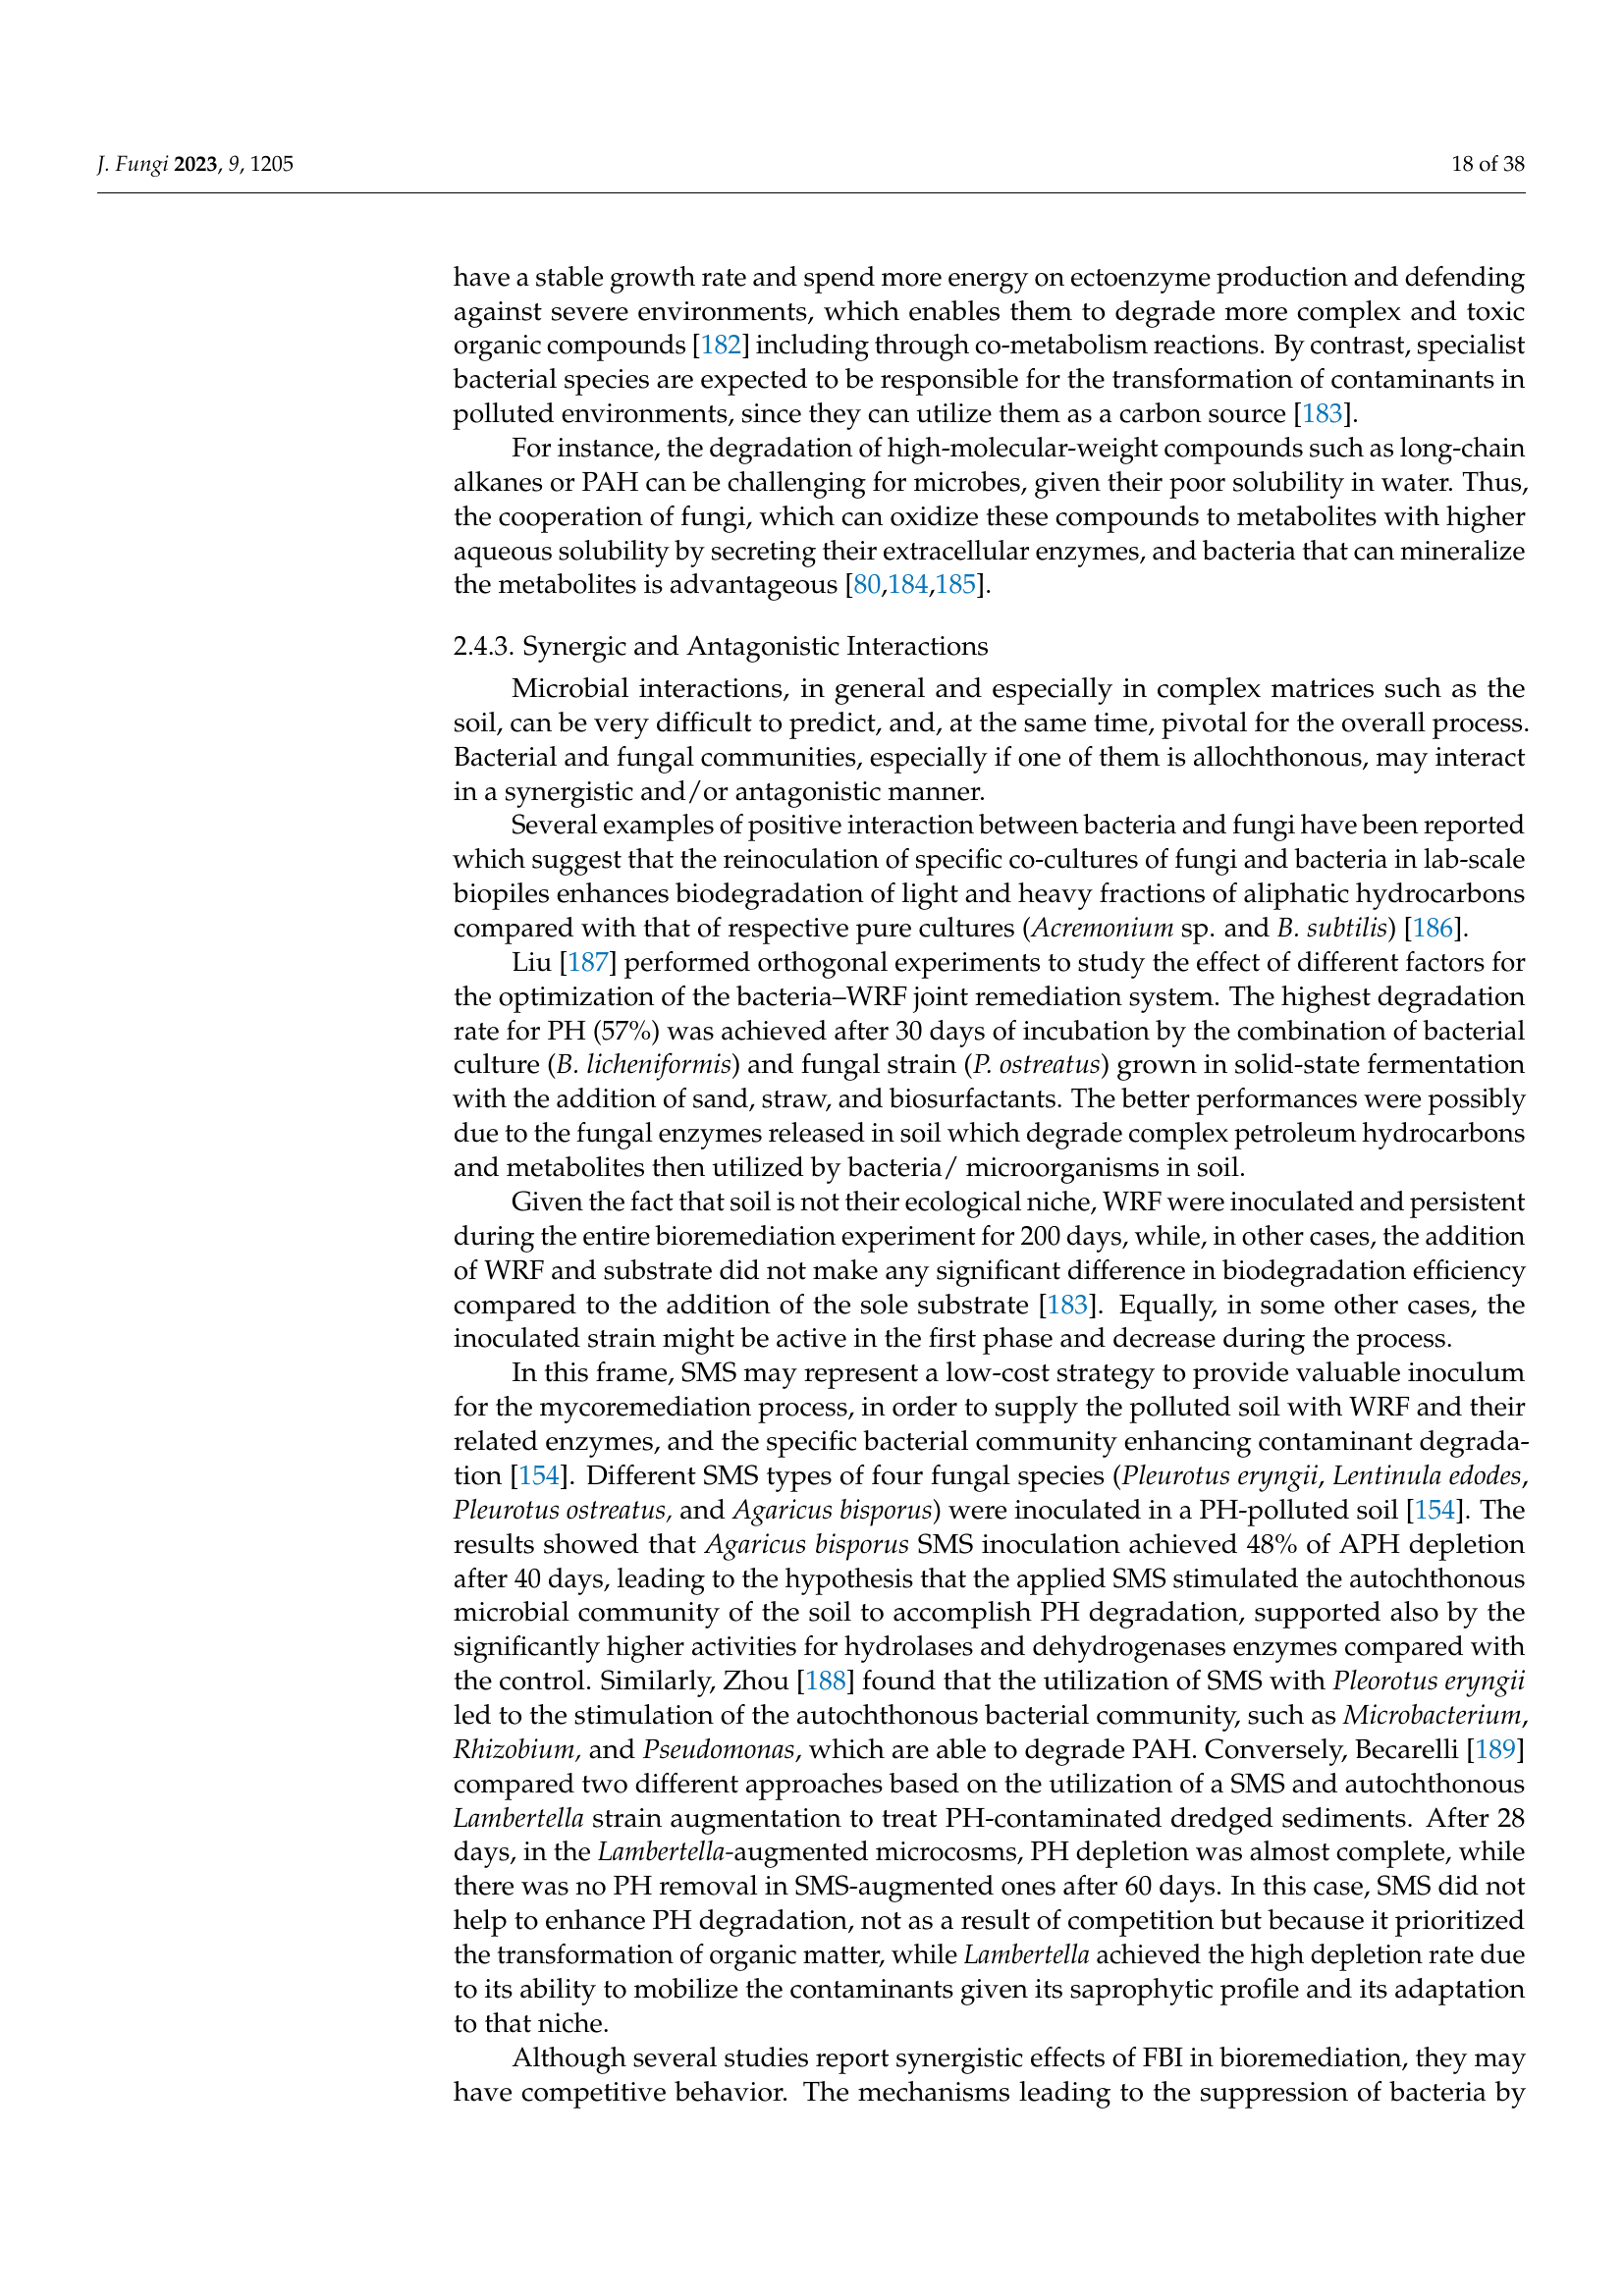 J. Fungi 2023, 9, 1205
18 of 38
have a stable growth rate and spend more energy on ectoenzyme production and defending
against severe environments, which enables them to degrade more complex and toxic
organic compounds [182] including through co-metabolism reactions. By contrast, specialist
bacterial species are expected to be responsible for the transformation of contaminants in
polluted environments, since they can utilize them as a carbon source [183].
For instance, the degradation of high-molecular-weight compounds such as long-chain
alkanes or PAH can be challenging for microbes, given their poor solubility in water. Thus,
the cooperation of fungi, which can oxidize these compounds to metabolites with higher
aqueous solubility by secreting their extracellular enzymes, and bacteria that can mineralize
the metabolites is advantageous [80,184,185].
2.4.3. Synergic and Antagonistic Interactions
Microbial interactions, in general and especially in complex matrices such as the
soil, can be very difficult to predict, and, at the same time, pivotal for the overall process.
Bacterial and fungal communities, especially if one of them is allochthonous, may interact
in a synergistic and/or antagonistic manner.
Several examples of positive interaction between bacteria and fungi have been reported
which suggest that the reinoculation of specific co-cultures of fungi and bacteria in lab-scale
biopiles enhances biodegradation of light and heavy fractions of aliphatic hydrocarbons
compared with that of respective pure cultures (Acremonium sp. and B. subtilis) [186].
Liu [187] performed orthogonal experiments to study the effect of different factors for
the optimization of the bacteria–WRF joint remediation system. The highest degradation
rate for PH (57%) was achieved after 30 days of incubation by the combination of bacterial
culture (B. licheniformis) and fungal strain (P. ostreatus) grown in solid-state fermentation
with the addition of sand, straw, and biosurfactants. The better performances were possibly
due to the fungal enzymes released in soil which degrade complex petroleum hydrocarbons
and metabolites then utilized by bacteria/ microorganisms in soil.
Given the fact that soil is not their ecological niche, WRF were inoculated and persistent
during the entire bioremediation experiment for 200 days, while, in other cases, the addition
of WRF and substrate did not make any significant difference in biodegradation efficiency
compared to the addition of the sole substrate [183]. Equally, in some other cases, the
inoculated strain might be active in the first phase and decrease during the process.
In this frame, SMS may represent a low-cost strategy to provide valuable inoculum
for the mycoremediation process, in order to supply the polluted soil with WRF and their
related enzymes, and the specific bacterial community enhancing contaminant degrada-
tion [154]. Different SMS types of four fungal species (Pleurotus eryngii, Lentinula edodes,
Pleurotus ostreatus, and Agaricus bisporus) were inoculated in a PH-polluted soil [154]. The
results showed that Agaricus bisporus SMS inoculation achieved 48% of APH depletion
after 40 days, leading to the hypothesis that the applied SMS stimulated the autochthonous
microbial community of the soil to accomplish PH degradation, supported also by the
significantly higher activities for hydrolases and dehydrogenases enzymes compared with
the control. Similarly, Zhou [188] found that the utilization of SMS with Pleorotus eryngii
led to the stimulation of the autochthonous bacterial community, such as Microbacterium,
Rhizobium, and Pseudomonas, which are able to degrade PAH. Conversely, Becarelli [189]
compared two different approaches based on the utilization of a SMS and autochthonous
Lambertella strain augmentation to treat PH-contaminated dredged sediments. After 28
days, in the Lambertella-augmented microcosms, PH depletion was almost complete, while
there was no PH removal in SMS-augmented ones after 60 days. In this case, SMS did not
help to enhance PH degradation, not as a result of competition but because it prioritized
the transformation of organic matter, while Lambertella achieved the high depletion rate due
to its ability to mobilize the contaminants given its saprophytic profile and its adaptation
to that niche.
Although several studies report synergistic effects of FBI in bioremediation, they may
have competitive behavior. The mechanisms leading to the suppression of bacteria by